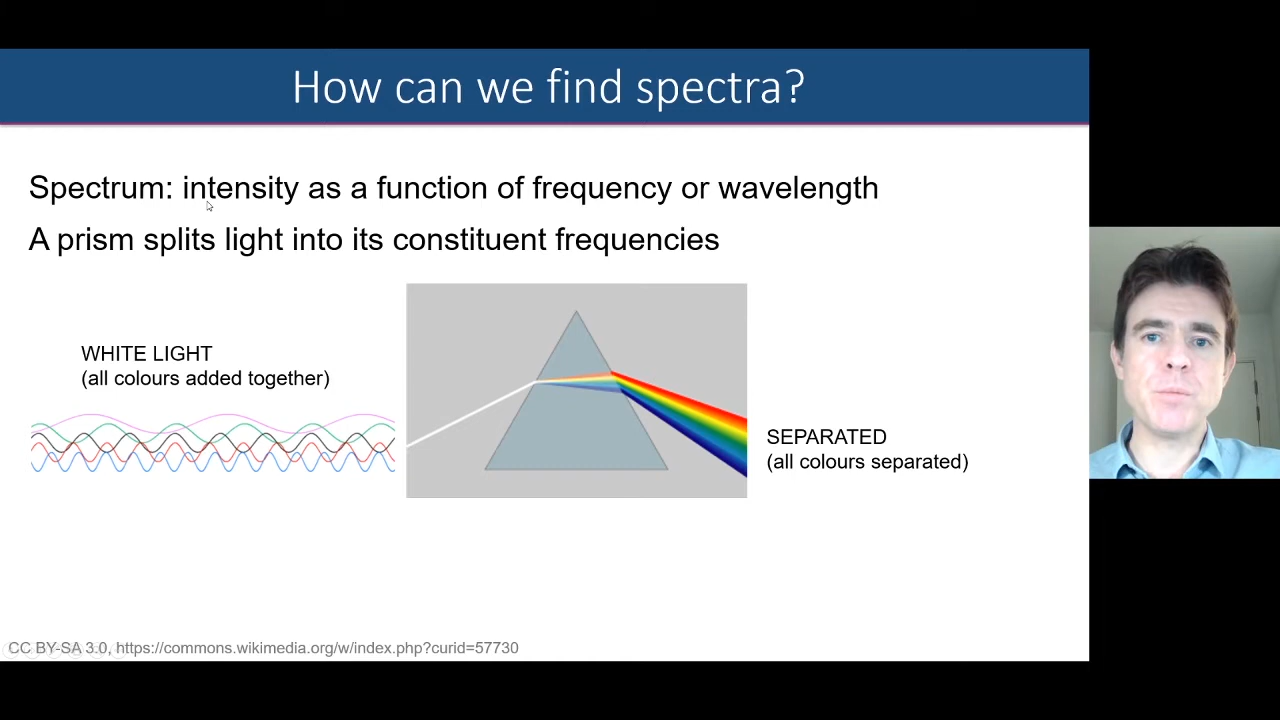 How can we find spectra?
Spectrum: intensity as a function of frequency or wavelength
A prism splits light into its constituent frequencies
WHITE LIGHT
(all colours added together)
SEPARATED
(all colours separated)
CC BY-SA 3.0, https://commons.wikimedia.org/w/index.php?curid=57730